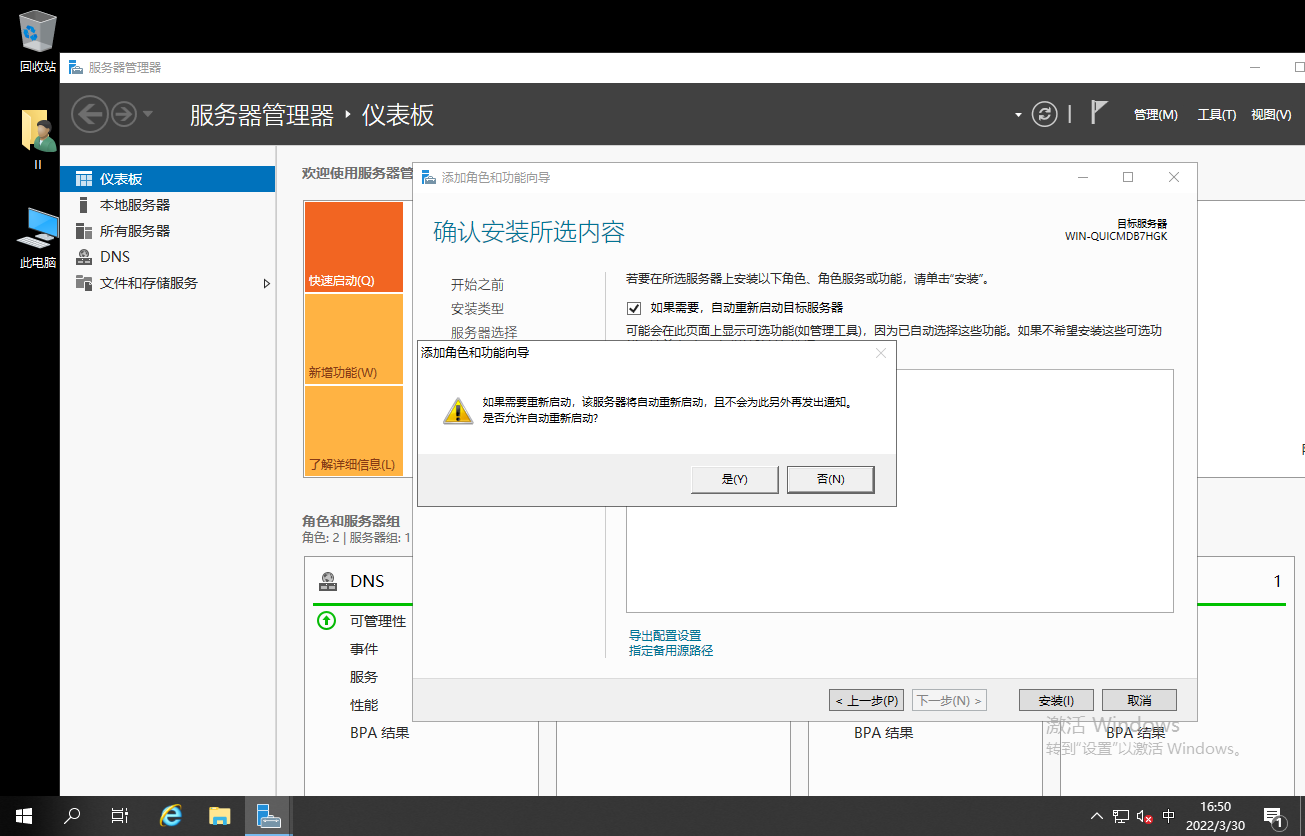 回收站
II
此电脑
服务器管理器
服务器管理器 ‣ 仪表板
管理(M) 工具(T) 视图(V)
仪表板
本地服务器
所有服务器
DNS
文件和存储服务
欢迎使用服务器管
快速启动(Q)
新增功能(W)
了解详细信息(L)
角色和服务器组
角色: 2 | 服务器组: 1
DNS
可管理性
事件
服务
性能
BPA 结果
添加角色和功能向导
确认安装所选内容
目标服务器
WIN-QUICMDB7HGK
开始之前
安装类型
服务器选择
若要在所选服务器上安装以下角色、角色服务或功能，请单击“安装”。
如果需要，自动重新启动目标服务器
可能会在此页面上显示可选功能(如管理工具)，因为已自动选择这些功能。如果不希望安装这些可选功
添加角色和功能向导
如果需要重新启动，该服务器将自动重新启动，且不会为此另外再发出通知。
是否允许自动重新启动?
是(Y) 否(N)
导出配置设置
指定备用源路径
< 上一步(P) 下一步(N) > 安装(I) 取消
1
BPA 结果
BPA 结果
激活 Windows
转到“设置”以激活 Windows。
中
16:50
2022/3/30
1